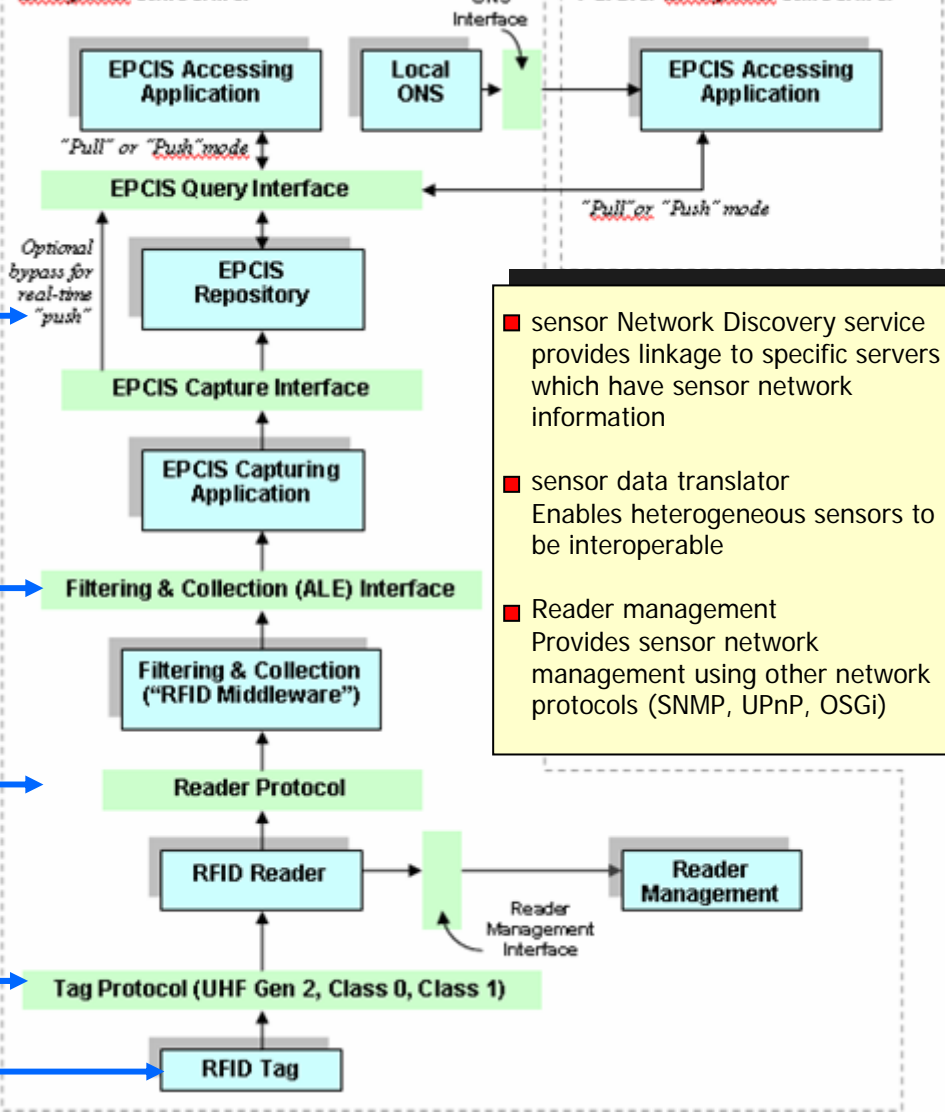 Interface
EPCIS Accessing
Application
Local
ONS
EPCIS Accessing
Application
"Pull" or "Push"mode
EPCIS Query Interface
"Pull"or "Push" mode
Optional
bypass for
real-time
"push"
EPCIS
Repository
EPCIS Capture Interface
EPCIS Capturing
Application
Filtering & Collection (ALE) Interface
Filtering & Collection
(“RFID Middleware”)
Reader Protocol
RFID Reader
Reader
Management
Interface
Reader
Management
Tag Protocol (UHF Gen 2, Class 0, Class 1)
RFID Tag
sensor Network Discovery service
provides linkage to specific servers
which have sensor network
information
sensor data translator
Enables heterogeneous sensors to
be interoperable
Reader management
Provides sensor network
management using other network
protocols (SNMP, UPnP, OSGi)